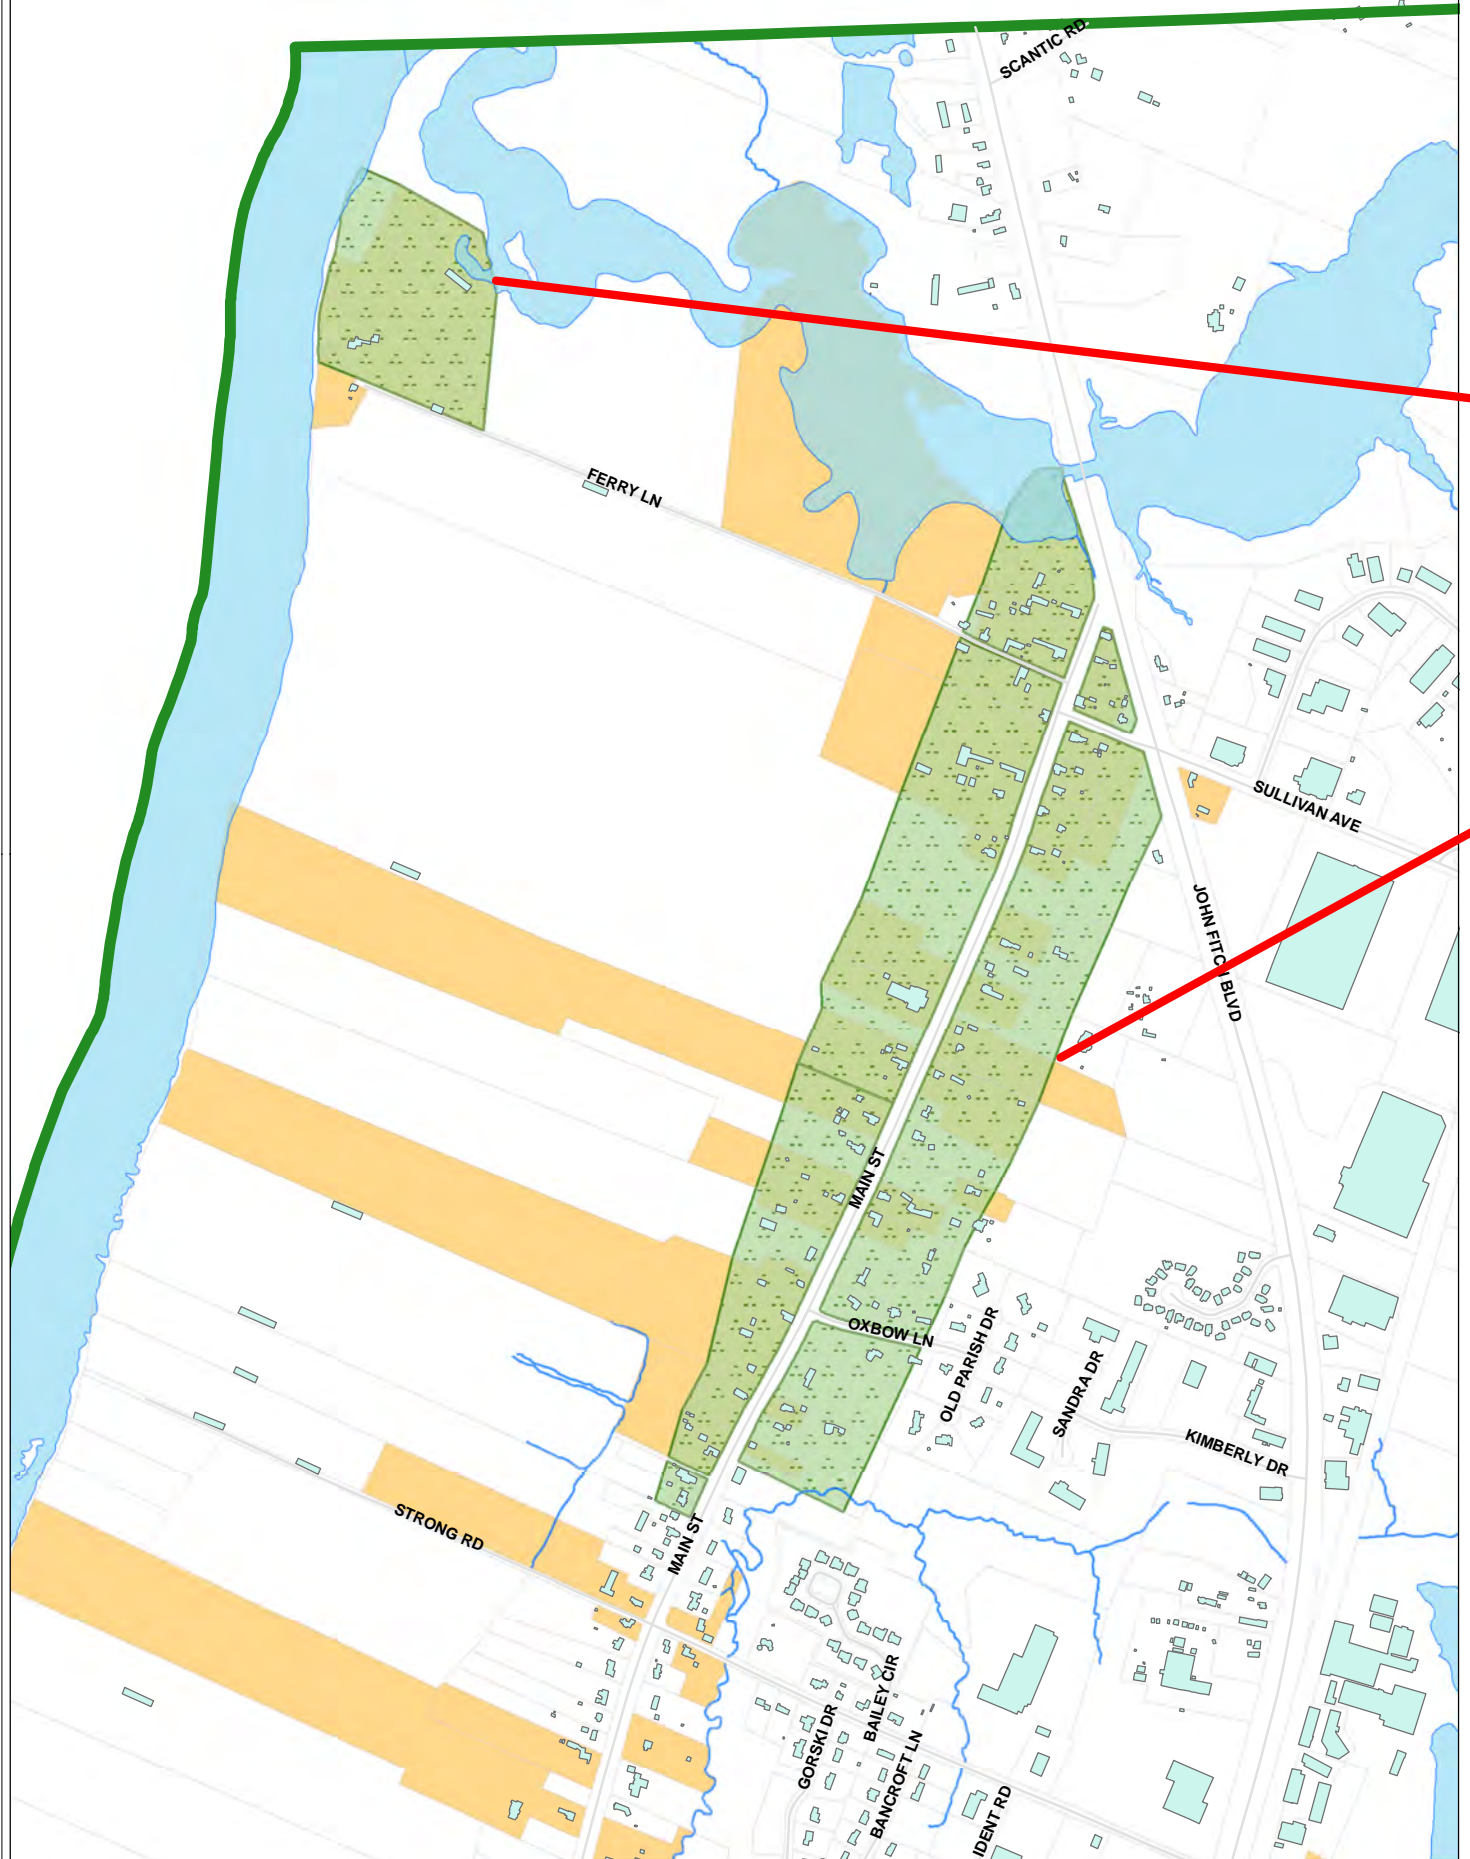 SCANTIC RD
FERRY LN
SULLIVAN AVE
JOHN FITCH BLVD
MAIN ST
OXBOW LN
OLD PARISH DR
SANDRA DR
KIMBERLY DR
STRONG RD
MAIN ST
BAILEY CIR
GORSKI DR
BANCROFT LN
IDENT RD